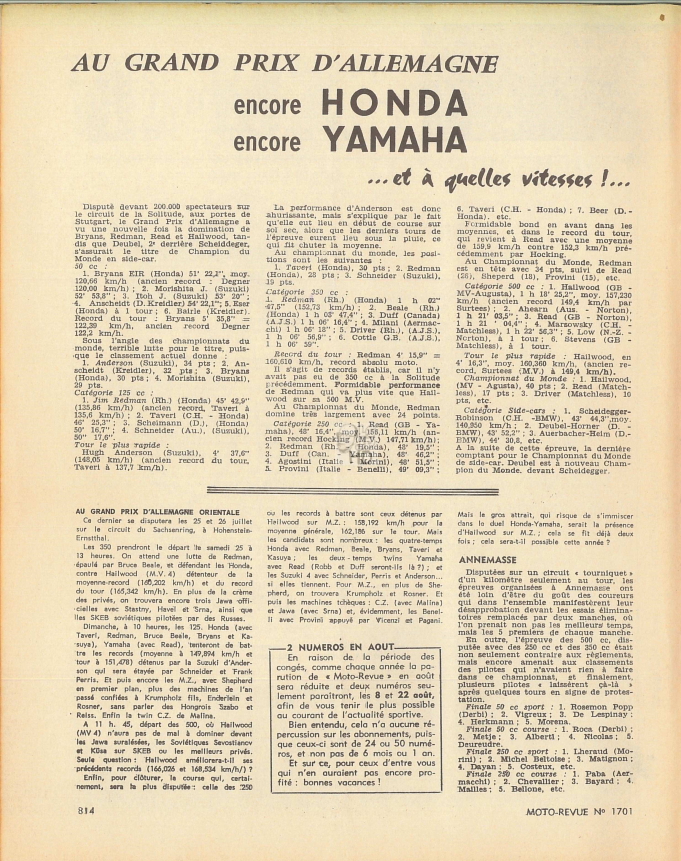 AU GRAND PRIX D'ALLEMAGNE
encore HONDA
encore YAMAHA
...et à quelles vitesses !...
Disputé devant 200.000 spectateurs sur
le circuit de la Solitude, aux portes de
Stuttgart, le Grand Prix d'Allemagne a
vu une nouvelle fois la domination de
Bryans, Redman, Read et Hailwood, tan-
dis que Deubel, 2e derrière Scheidegger,
s'assurait le titre de Champion du
Monde en side-car.
50 cc :
1. Bryans EIR (Honda) 51' 22,2", moy.
120,66 km/h (ancien record : Degner
120,00 km/h) ; 2. Morishita J. (Suzuki)
52' 53,8" ; 3. Itoh J. (Suzuki) 53' 20" ;
4. Anscheidt (D. Kreidler) 54' 22,1"; 5. Eser
(Honda) à 1 tour ; 6. Bairle (Kreidler).
Record du tour : Bryans 5' 35,8" =
122,39 km/h, ancien record Degner
122,2 km/h.
Sous l'angle des championnats du
monde, terrible lutte pour le titre, puis-
que le classement actuel donne :
1. Anderson (Suzuki), 34 pts ; 2. An-
scheidt (Kreidler), 22 pts ; 3. Bryans
(Honda), 30 pts ; 4. Morishita (Suzuki),
29 pts.
Catégorie 125 cc :
1. Jim Redman (Rh.) (Honda) 45' 42,9"
(135,86 km/h) (ancien record, Taveri à
135,6 km/h) ; 2. Taveri (C.H. - Honda)
46' 25,3" ; 3. Scheimann (D.), (Honda)
50' 16,7" ; 4. Schneider (Au.), (Suzuki),
50" 17,6".
Tour le plus rapide :
Hugh Anderson (Suzuki), 4' 37,6"
(148,05 km/h) (ancien record du tour,
Taveri à 137,7 km/h).
La performance d'Anderson est donc
ahurissante, mais s'explique par le fait
qu'elle eut lieu en début de course sur
sol sec, alors que les derniers tours de
l'épreuve eurent lieu sous la pluie, ce
qui fit chuter la moyenne.
Au championnat du monde, les posi-
tions sont les suivantes :
1. Taveri (Honda), 30 pts ; 2. Redman
(Honda), 28 pts ; 3. Schneider (Suzuki),
19 pts.
Catégorie 350 cc :
1. Redman (Rh.) (Honda) 1 h 02"
47,5" (152,73 km/h) ; 2. Beale (Rh.)
(Honda) 1 h 03' 47,4" ; 3. Duff (Canada
(A.J.S.) 1 h 06' 16,4" ; 4. Milani (Aermac-
chi) 1 h 06' 18" ; 5. Driver (Rh.), (A.J.S.),
1 h 06' 56,9" ; 6. Cottle G.B. (A.J.S.),
1 h 06' 59".
Record du tour : Redman 4' 15,9" =
160,610 km/h, record absolu moto.
Il s'agit de records établis, car il n'y
avait pas eu de 350 cc à la Solitude
précédemment. Formidable performance
de Redman qui va plus vite que Hail-
wood sur sa 500 M.V.
Au Championnat du Monde, Redman
domine très largement avec 24 points.
Catégorie 250 cc : 1. Read (GB - Ya-
maha), 48' 16,4", moy. 158,11 km/h (an-
cien record Hocking (M.V.) 147,71 km/h);
2. Redman (Rh. - Honda), 48' 19,5" ;
3. Duff (Can. - Yamaha), 48' 46,2" ;
4. Agostini (Italie - Morini), 48' 51,5" ;
5. Provini (Italie - Benelli), 49' 09,3" ;
6. Taveri (C.H. - Honda) ; 7. Beer (D. -
Honda), etc.
Formidable bond en avant dans les
moyennes, et dans le record du tour,
qui revient à Read avec une moyenne
de 159,9 km/h contre 152,3 km/h pré-
cédemment par Hocking.
Au Championnat du Monde, Redman
est en tête avec 34 pts, suivi de Read
(26), Sheperd (18), Provini (15), etc.
Catégorie 500 cc : 1. Hailwood (GB -
MV-Augusta), 1 h 18' 25,2", moy. 157,230
km/h (ancien record 149,4 km/h par
Surtees) ; 2. Ahearn (Aus. - Norton),
1 h 21' 03,5" ; 3. Read (GB - Norton),
1 h 21' 04,4" ; 4. Marsowsky (C.H. -
Matchless), 1 h 22' 56,3" ; 5. Low (N.-Z. -
Norton), à 1 tour ; 6. Stevens (GB -
Matchless), à 1 tour.
Tour le plus rapide : Hailwood, en
4' 16,3", moy. 160,360 km/h, (ancien re-
cord, Surtees (M.V.) à 149,4 km/h).
Championnat du Monde : 1. Hailwood,
(MV - Agusta), 40 pts ; 2. Read (Match-
less), 17 pts ; 3. Driver (Matchless), 10
pts, etc.
Catégorie Side-cars : 1. Scheidegger-
Robinson (C.H. -BMW), 43' 44,3",moy.
140,950 km/h ; 2. Deubel-Horner (D. -
BMW), 43' 52,2" ; 3. Auerbacher-Heim (D.-
BMW), 44' 30,8, etc.
A la suite de cette épreuve, la dernière
comptant pour le Championnat du Monde
de side-car. Deubel est à nouveau Cham-
pion du Monde, devant Scheidegger.
AU GRAND PRIX D'ALLEMAGNE ORIENTALE
Ce dernier se disputera les 25 et 26 juillet
sur le circuit du Sachsenring, à Hohenstein-
Ernstthal.
Les 350 prendront le départ le samedi 25 à
13 heures. On attend une lutte de Redman,
épaulé par Bruce Beale, et défendant les Honda,
contre Hailwood (M.V. 4) détenteur de la
moyenne-record (160,202 km/h) et du record
du tour (165,342 km/h). En plus de la crème
des privés, on trouvera encore trois Jawa offi-
cielles avec Stastny, Havel et Srna, ainsi que
les SKEB soviétiques pilotées par des Russes.
Dimanche, à 10 heures, les 125. Honda (avec
Taveri, Redman, Bruce Beale, Bryans et Ka-
suya), Yamaha (avec Read), tenteront de bat-
tre les records (moyenne à 149,894 km/h et
tour à 151,478) détenus par la Suzuki d'Ander-
son qui sera étayée par Schneider et Frank
Perris. Et puis encore les M.Z., avec Shepherd
en premier plan, plus des machines de l'an
passé confiées à Krumpholz fils, Enderlein et
Rosner, sans parler des Hongrois Szabo et
Reiss. Enfin la twin C.Z. de Malina.
A 11 h. 45, départ des 500, où Hailwood
(MV 4) n'aura pas de mal à dominer devant
les Jawa suralésées, les Soviétiques Sevostianov
et Kiisa sur SKEB ou les meilleurs privés.
Seule question : Hailwood améliorera-t-il ses
précédents records (166,026 et 168,534 km/h) ?
Enfin, pour clôturer, la course qui, certai-
nement, sera la plus disputée : celle des 250
ou les records à battre sont ceux détenus par
Hailwood sur M.Z. : 158,192 km/h pour la
moyenne générale, 162,186 sur le tour. Mais
les candidats sont nombreux : les quatre-temps
Honda avec Redman, Beale, Bryans, Taveri et
Kasuya ; les deux - temps twins Yamaha
avec Read (Robb et Duff seront-ils là ?) ; et
les Suzuki 4 avec Schneider, Perris et Anderson...
si elles tiennent. Pour M.Z., en plus de She-
pherd, on trouvera Krumpholz et Rosner. Et
puis les machines tchèques : C.Z. (avec Malina)
et Jawa (avec Srna) et, évidemment, les Benel-
li avec Provini appuyé par Vicenzi et Pagani.
2 NUMEROS EN AOUT
En raison de la période des
congés, comme chaque année la pa-
rution de « Moto-Revue » en août
sera réduite et deux numéros seu-
lement paraîtront, les 8 et 22 août,
afin de vous tenir le plus possible
au courant de l'actualité sportive.
Bien entendu, cela n'a aucune ré-
percussion sur les abonnements, puis-
que ceux-ci sont de 24 ou 50 numé-
ros, et non pas de 6 mois ou 1 an.
Et sur ce, pour ceux d'entre vous
qui n'en auraient pas encore pro-
fité : bonnes vacances !
Mais le gros attrait, qui risque de s'immiscer
dans le duel Honda-Yamaha, serait la présence
d'Hailwood sur M.Z. ; cela se fit déjà deux
fois ; cela sera-t-il possible cette année ?
ANNEMASSE
Disputées sur un circuit « tourniquet »
d'un kilomètre seulement au tour, les
épreuves organisées à Annemasse ont
été loin d'être du goût des coureurs
qui dans l'ensemble manifestèrent leur
désapprobation devant les essais élimina-
toires remplacés par deux manches, où
l'on prenait non pas les meilleurs temps,
mais les 5 premiers de chaque manche.
En outre, l'épreuve des 500 cc, dis-
putée avec des 250 cc et des 350 cc était
non seulement contraire aux règlements,
mais encore amenait aux classements
des pilotes qui n'avaient rien à faire
dans ce championnat, et finalement,
plusieurs pilotes « laissèrent çà-là »
après quelques tours en signe de protes-
tation.
Finale 50 cc sport : 1. Rosemon Popp
(Derbi) ; 2. Vigreux ; 3. De Lespinay ;
4. Herkmann ; 5. Morena.
Finale 50 cc course : 1. Roca (Derbi) ;
2. Metje ; 3. Alberti ; 4. Nicolas ; 5.
Deureudre.
Finale 250 cc sport : 1. Lheraud (Mo-
rini) ; 2. Michel Beltoise ; 3. Matignon ;
4. Dayan ; 5. Costeux, etc.
Finale 250 cc course : 1. Paba (Aer-
macchi) ; 2. Chevallier ; 3. Bayard ; 4.
Mailles ; 5. Bellone, etc.
814
MOTO-REVUE N° 1701